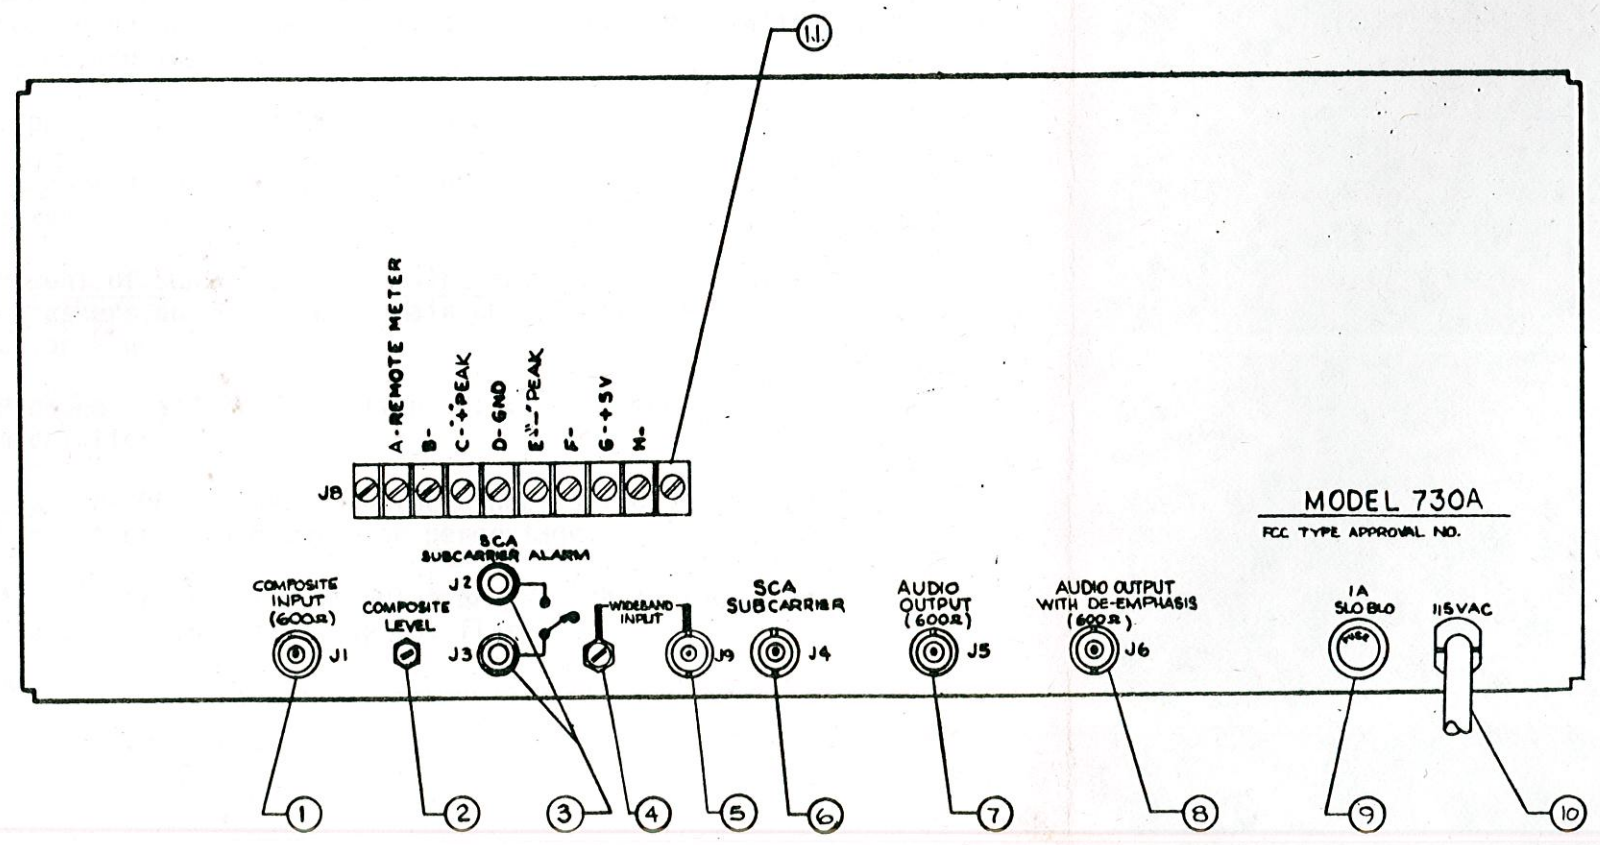 11
A-REMOTE METER
B-
C-"+"PEAK
D-GND
E-"-"PEAK
F-
G-+5V
H-
J8
MODEL 730A
FCC TYPE APPROVAL NO.
SCA
SUBCARRIER ALARM
J2
COMPOSITE
INPUT
(600Ω)
J1
COMPOSITE
LEVEL
J3
WIDEBAND
INPUT
J9
SCA
SUBCARRIER
J4
AUDIO
OUTPUT
(600Ω)
J5
AUDIO OUTPUT
WITH DE-EMPHASIS
(600Ω)
J6
1A
SLO BLO
FUSE
115VAC
1
2
3
4
5
6
7
8
9
10